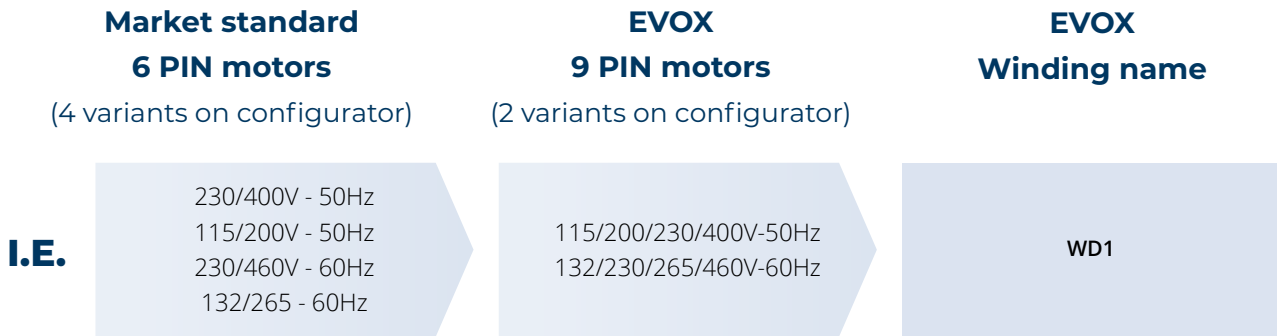 Market standard
6 PIN motors
(4 variants on configurator)
EVOX
9 PIN motors
(2 variants on configurator)
EVOX
Winding name
I.E.
230/400V - 50Hz
115/200V - 50Hz
230/460V - 60Hz
132/265 - 60Hz
115/200/230/400V-50Hz
132/230/265/460V-60Hz
WD1